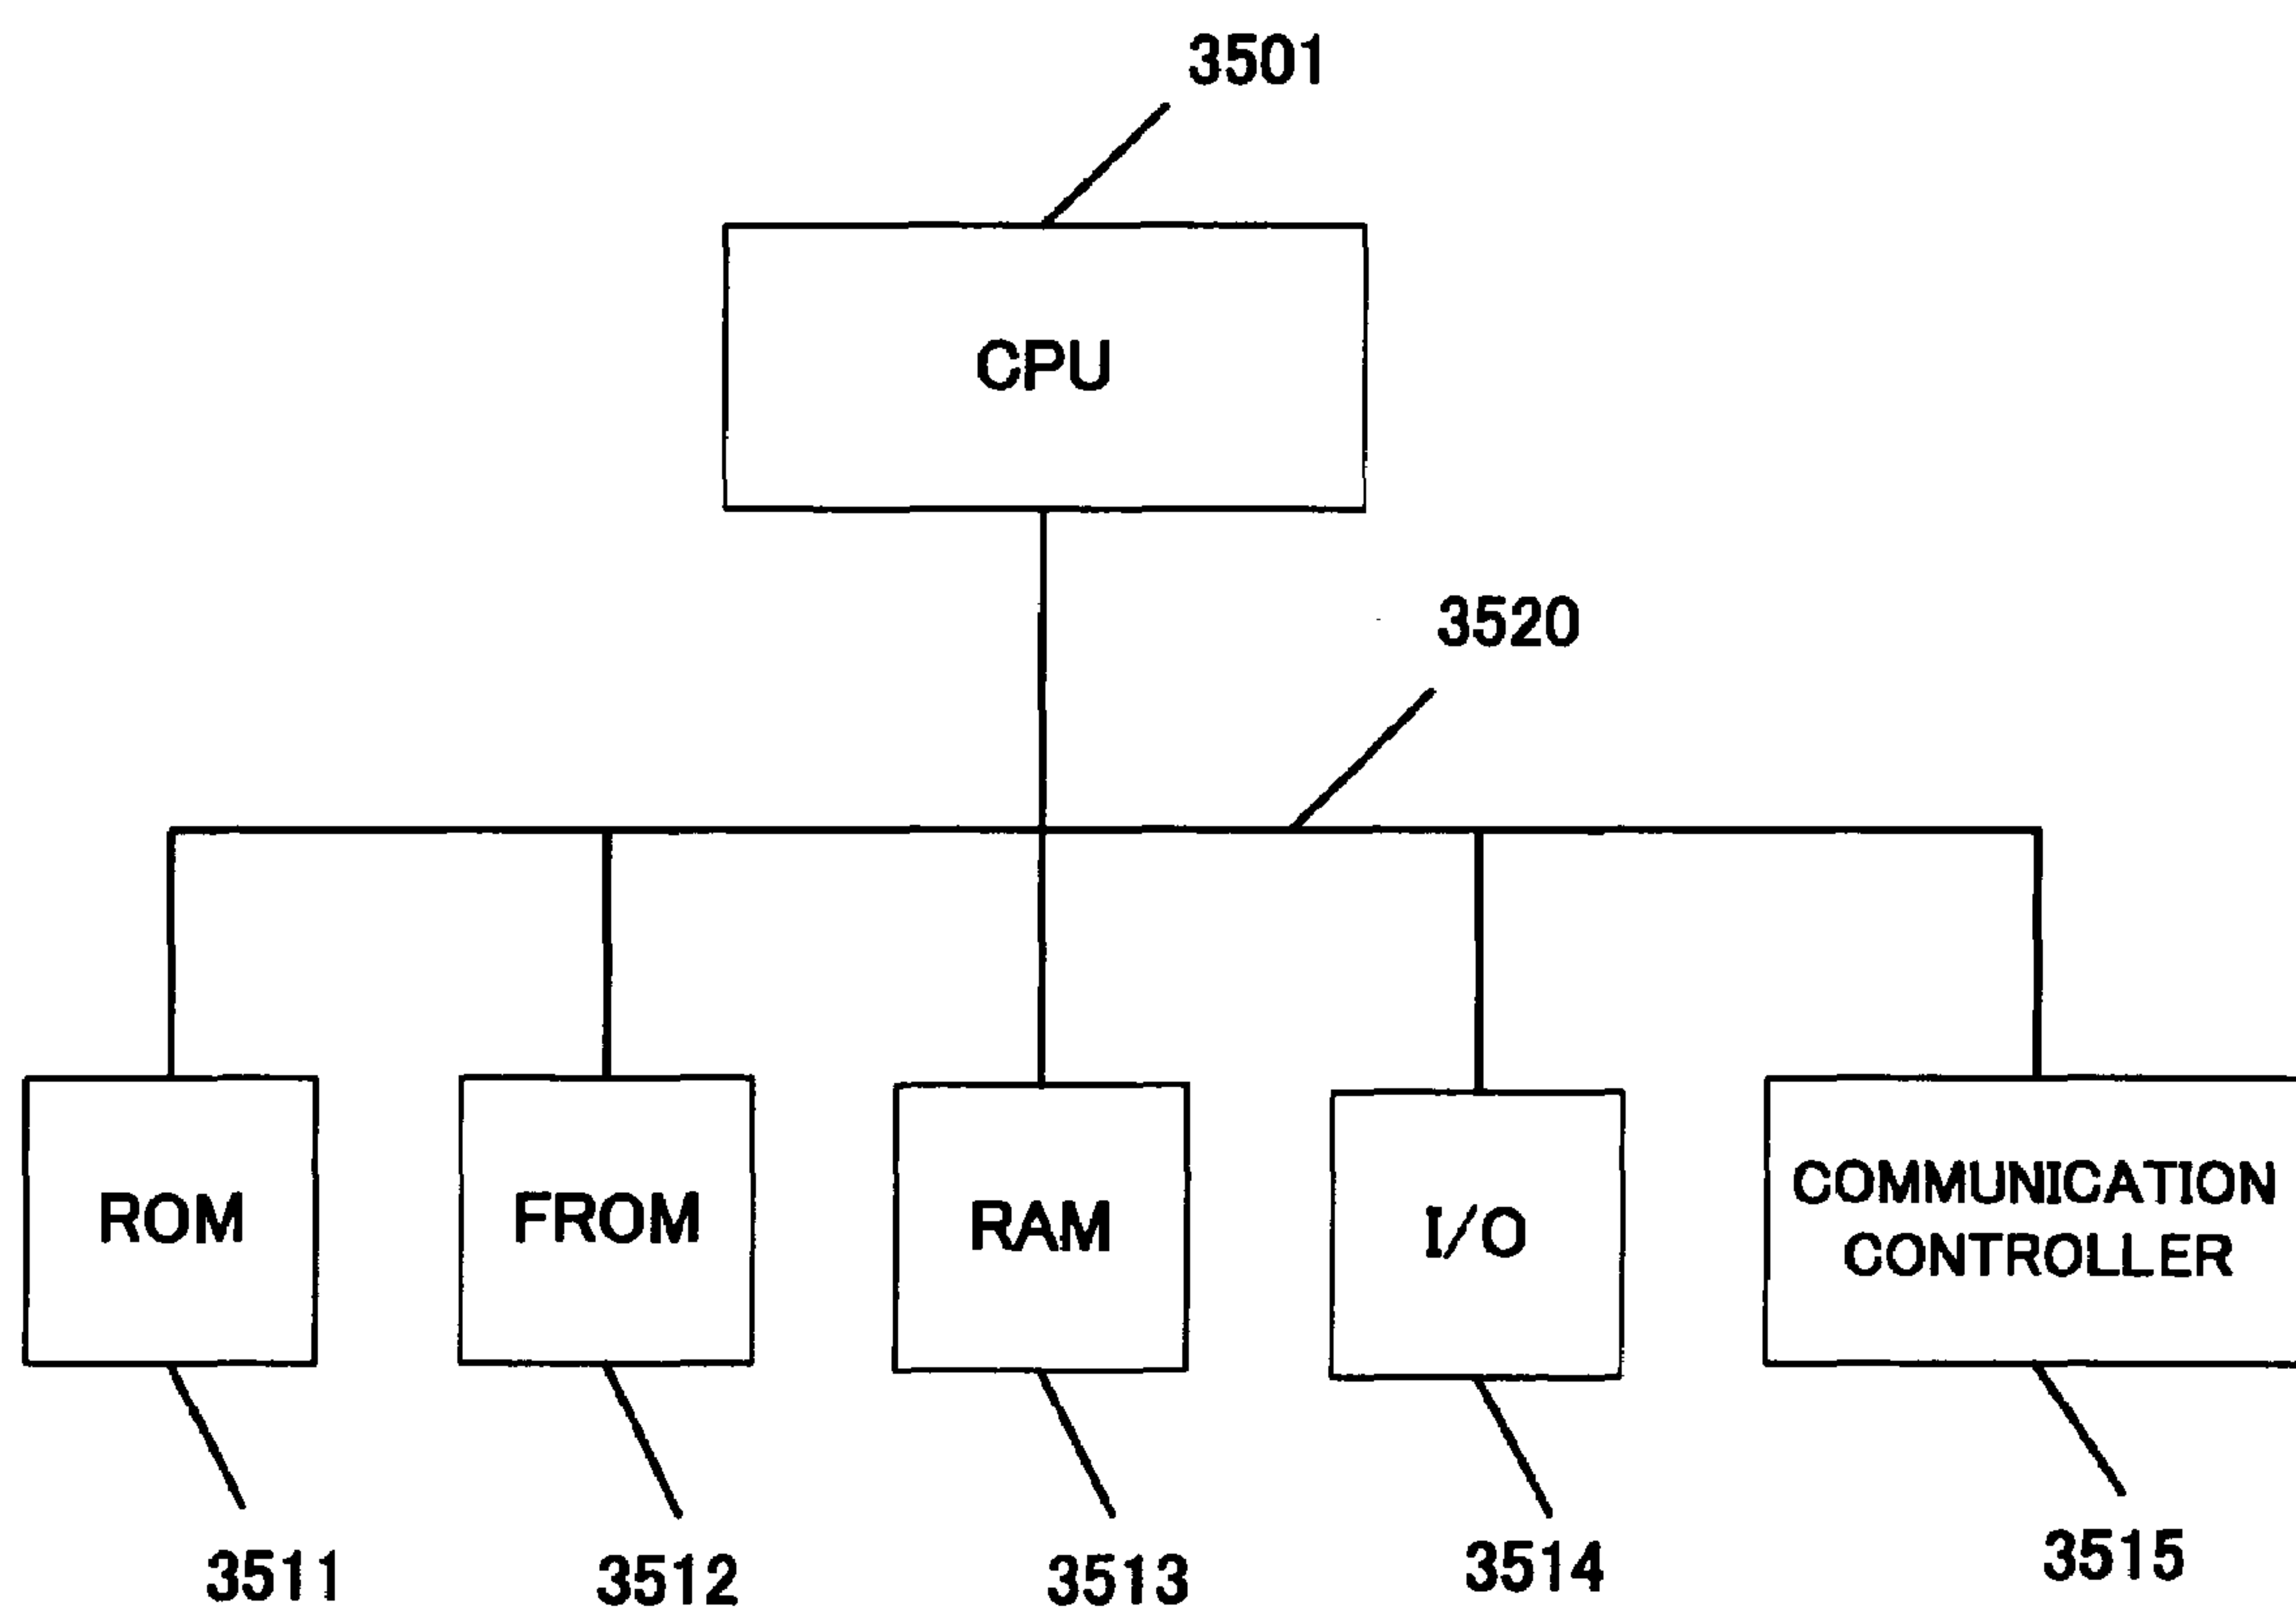 3501
CPU
3520
ROM
FROM
RAM
I/O
COMMUNICATION
CONTROLLER
3511
3512
3513
3514
3515